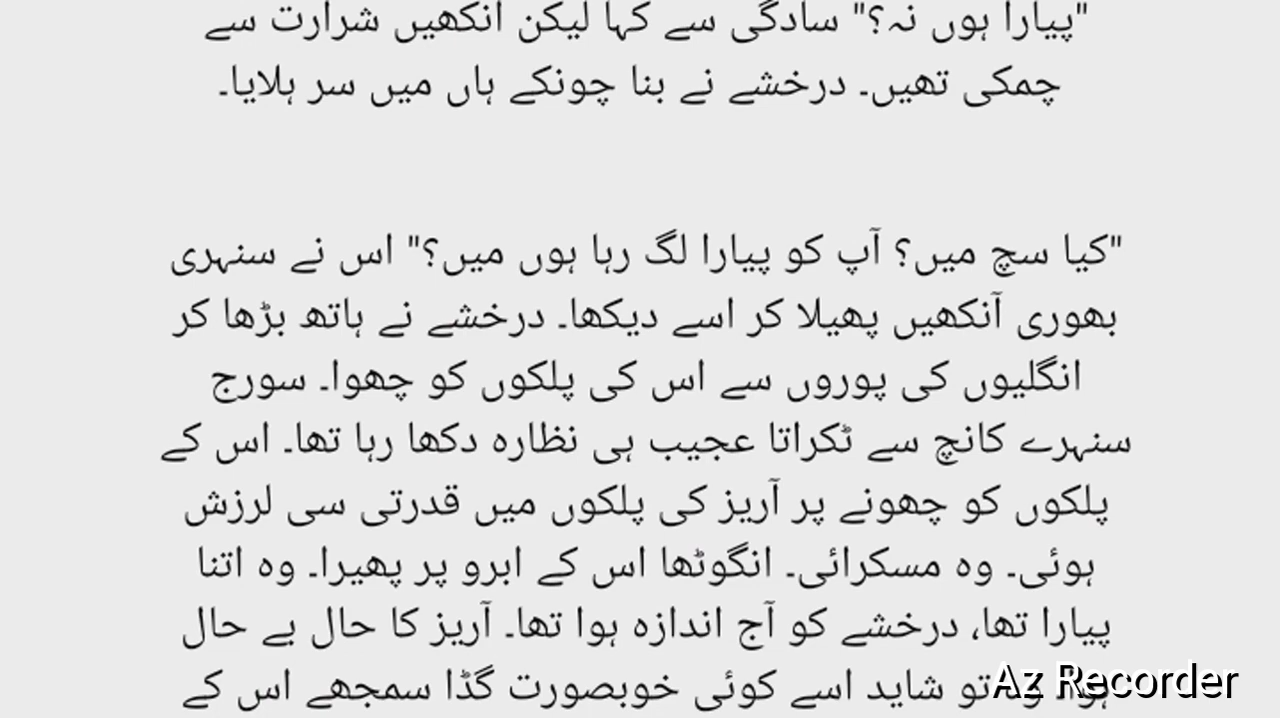 "پیارا ہوں نہ؟" سادگی سے کہا لیکن آنکھیں شرارت سے
چمکی تھیں۔ درخشے نے بنا چونکے ہاں میں سر ہلایا۔
"کیا سچ میں؟ آپ کو پیارا لگ رہا ہوں میں؟" اس نے سنہری
بھوری آنکھیں پھیلا کر اسے دیکھا۔ درخشے نے ہاتھ بڑھا کر
انگلیوں کی پوروں سے اس کی پلکوں کو چھوا۔ سورج
سنہرے کانچ سے ٹکراتا عجیب ہی نظارہ دکھا رہا تھا۔ اس کے
پلکوں کو چھونے پر آریز کی پلکوں میں قدرتی سی لرزش
ہوئی۔ وہ مسکرائی۔ انگوٹھا اس کے ابرو پر پھیرا۔ وہ اتنا
پیارا تھا، درخشے کو آج اندازہ ہوا تھا۔ آریز کا حال بے حال
تو شاید اسے کوئی خوبصورت گڈا سمجھے اس کے
Az Recorder